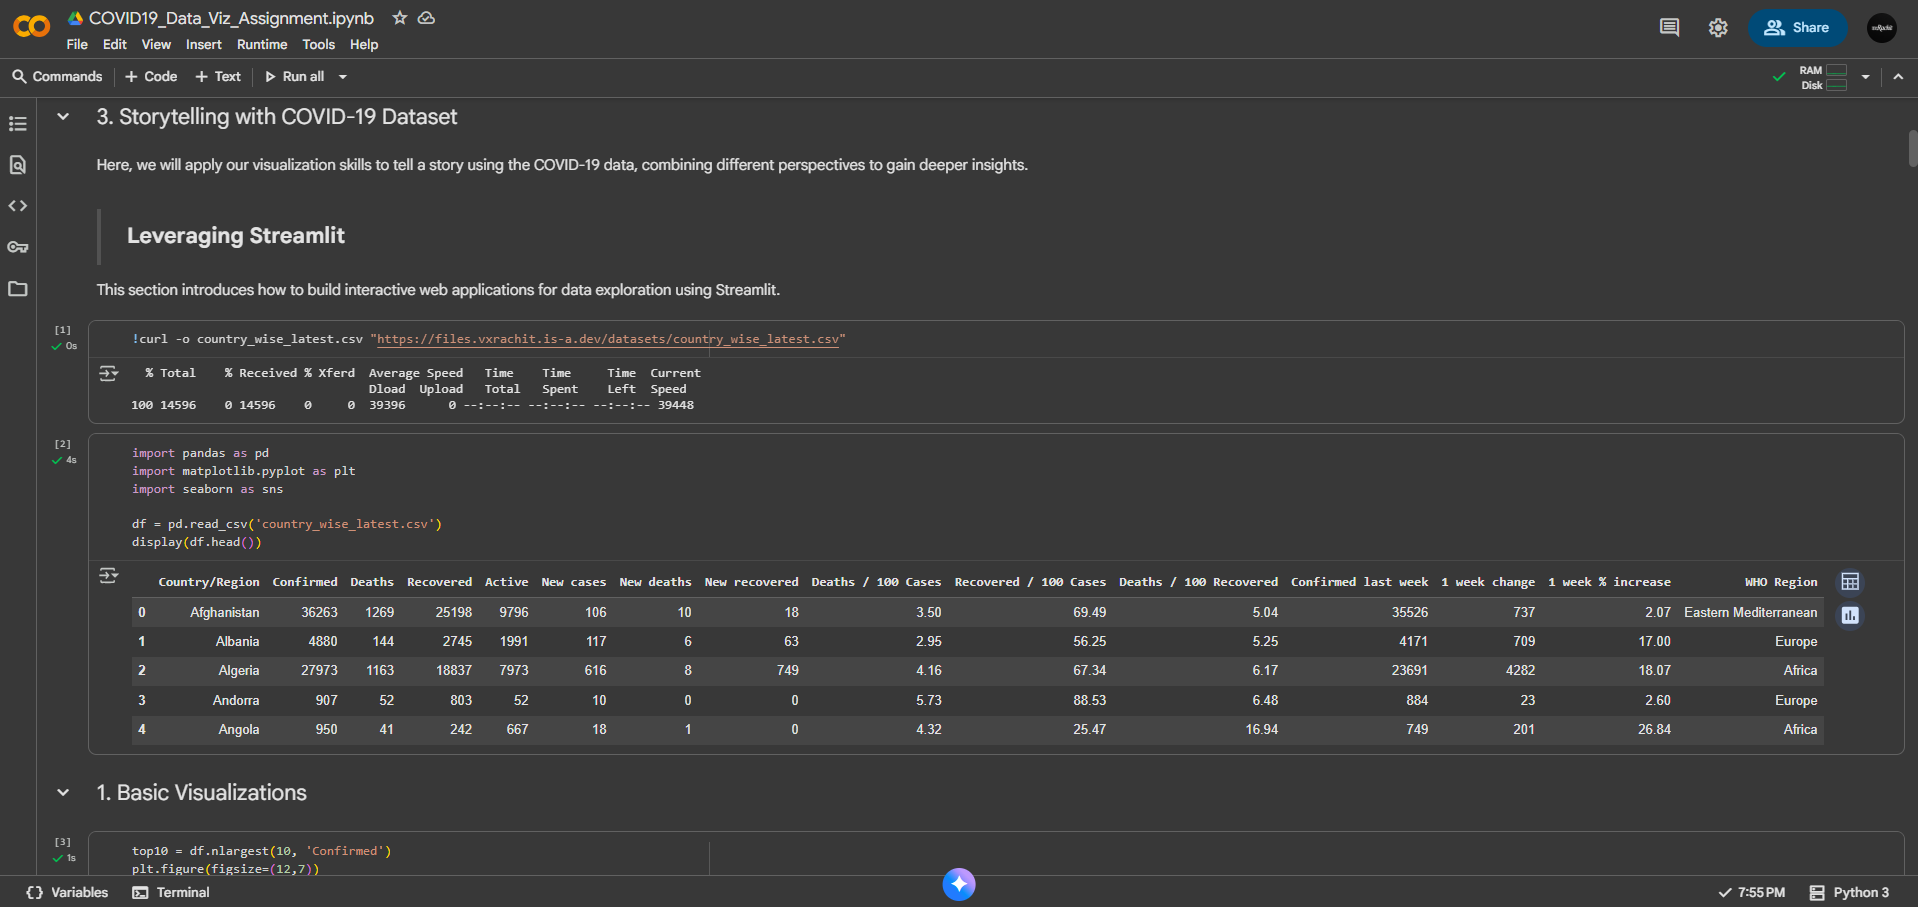 COVID19_Data_Viz_Assignment.ipynb
File Edit View Insert Runtime Tools Help
Share
Commands + Code + Text Run all
RAM
Disk
3. Storytelling with COVID-19 Dataset
Here, we will apply our visualization skills to tell a story using the COVID-19 data, combining different perspectives to gain deeper insights.
Leveraging Streamlit
This section introduces how to build interactive web applications for data exploration using Streamlit.
[1]
0s
!curl -o country_wise_latest.csv "https://files.vxrachit.is-a.dev/datasets/country_wise_latest.csv"
% Total % Received % Xferd Average Speed Time Time Time Current
Dload Upload Total Spent Left Speed
100 14596 0 14596 0 0 39396 0 --:--:-- --:--:-- --:--:-- 39448
[2]
4s
import pandas as pd
import matplotlib.pyplot as plt
import seaborn as sns
df = pd.read_csv('country_wise_latest.csv')
display(df.head())
Country/Region Confirmed Deaths Recovered Active New cases New deaths New recovered Deaths / 100 Cases Recovered / 100 Cases Deaths / 100 Recovered Confirmed last week 1 week change 1 week % increase WHO Region
0 Afghanistan 36263 1269 25198 9796 106 10 18 3.50 69.49 5.04 35526 737 2.07 Eastern Mediterranean
1 Albania 4880 144 2745 1991 117 6 63 2.95 56.25 5.25 4171 709 17.00 Europe
2 Algeria 27973 1163 18837 7973 616 8 749 4.16 67.34 6.17 23691 4282 18.07 Africa
3 Andorra 907 52 803 52 10 0 0 5.73 88.53 6.48 884 23 2.60 Europe
4 Angola 950 41 242 667 18 1 0 4.32 25.47 16.94 749 201 26.84 Africa
1. Basic Visualizations
[3]
1s
top10 = df.nlargest(10, 'Confirmed')
plt.figure(figsize=(12,7))
Variables Terminal
7:55 PM Python 3